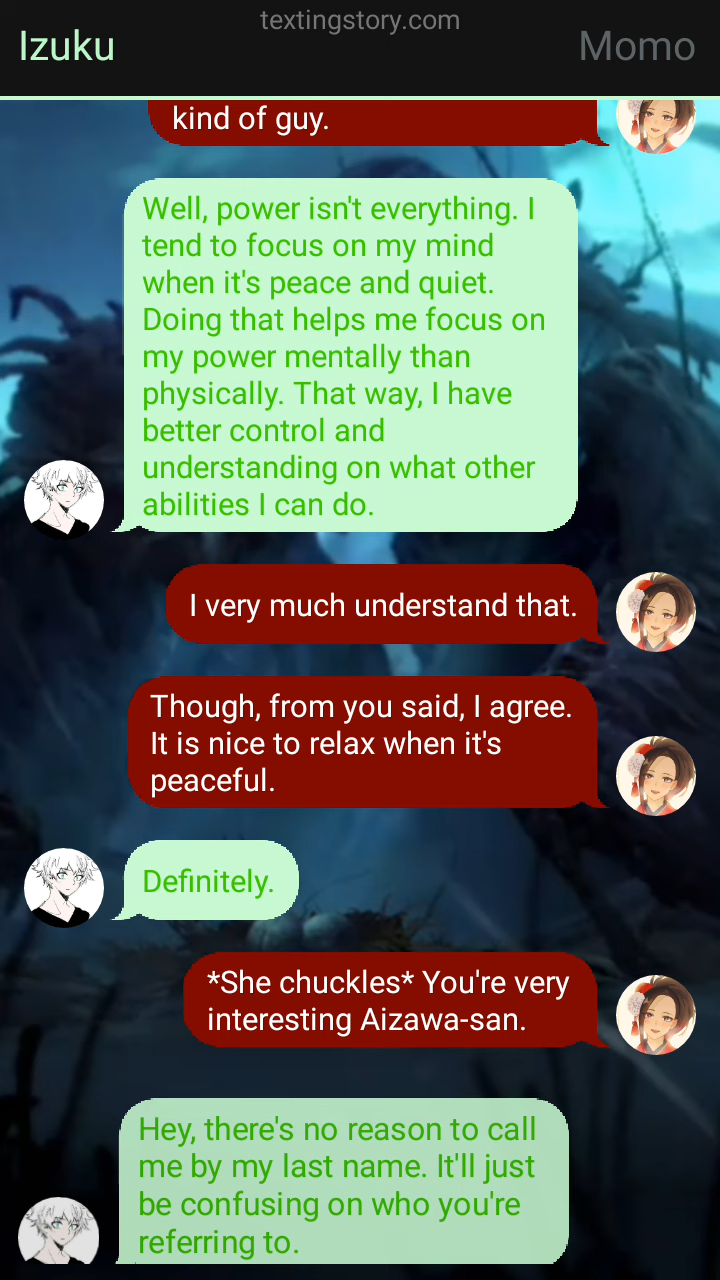 textingstory.com
Izuku
Momo
kind of guy.
Well, power isn't everything. I
tend to focus on my mind
when it's peace and quiet.
Doing that helps me focus on
my power mentally than
physically. That way, I have
better control and
understanding on what other
abilities I can do.
I very much understand that.
Though, from you said, I agree.
It is nice to relax when it's
peaceful.
Definitely.
*She chuckles* You're very
interesting Aizawa-san.
Hey, there's no reason to call
me by my last name. It'll just
be confusing on who you're
referring to.